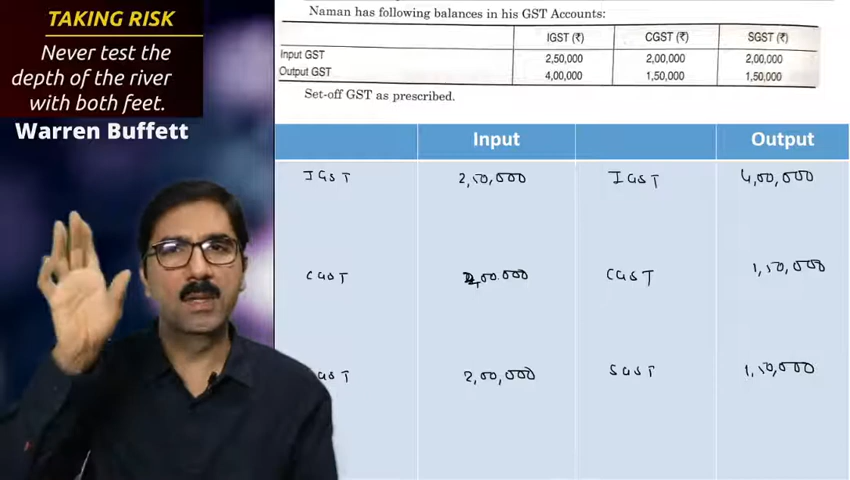 TAKING RISK
Never test the
depth of the river
with both feet.
Warren Buffett
Naman has following balances in his GST Accounts:
IGST (₹) CGST (₹) SGST (₹)
Input GST 2,50,000 2,00,000 2,00,000
Output GST 4,00,000 1,50,000 1,50,000
Set-off GST as prescribed.
Input Output
IGST 2,50,000 IGST 4,00,000
CGST 2,00,000 CGST 1,50,000
GST 2,00,000 SGST 1,50,000